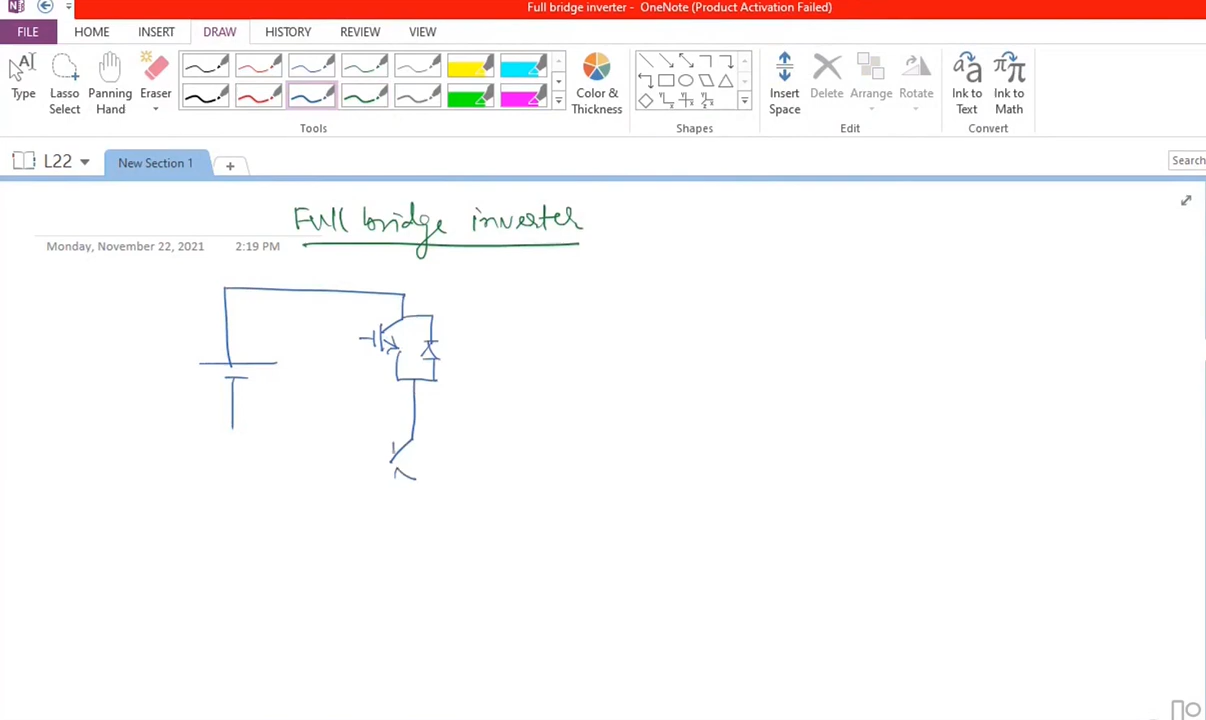 Full bridge inverter - OneNote (Product Activation Failed)
FILE HOME INSERT DRAW HISTORY REVIEW VIEW
Type
Lasso Select
Panning Hand
Eraser
Color & Thickness
Insert Space
Delete
Arrange
Rotate
Ink to Text
Ink to Math
Tools
Shapes
Edit
Convert
L22
New Section 1
Search
Full bridge inverter
Monday, November 22, 2021 2:19 PM